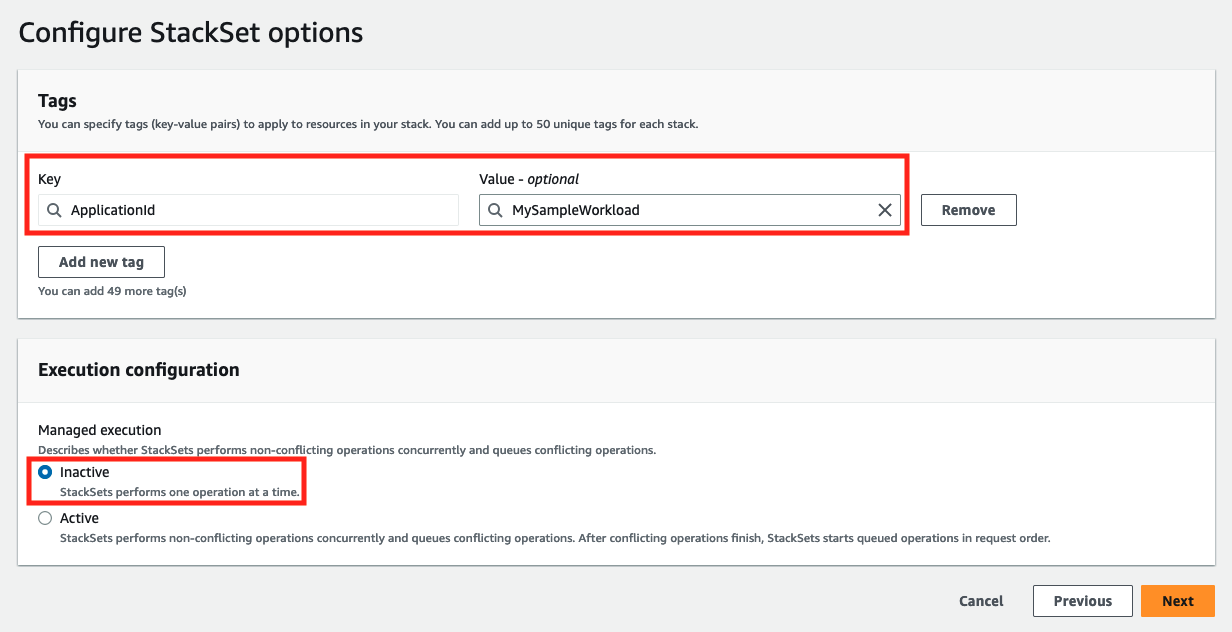 Configure StackSet options
Tags
You can specify tags (key-value pairs) to apply to resources in your stack. You can add up to 50 unique tags for each stack.
Key
Value - optional
ApplicationId
MySampleWorkload
Remove
Add new tag
You can add 49 more tag(s)
Execution configuration
Managed execution
Describes whether StackSets performs non-conflicting operations concurrently and queues conflicting operations.
Inactive
StackSets performs one operation at a time.
Active
StackSets performs non-conflicting operations concurrently and queues conflicting operations. After conflicting operations finish, StackSets starts queued operations in request order.
Cancel
Previous
Next